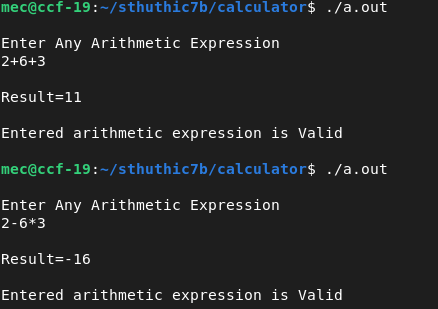 mec@ccf-19:~/sthuthic7b/calculator$ ./a.out
Enter Any Arithmetic Expression
2+6+3
Result=11
Entered arithmetic expression is Valid
mec@ccf-19:~/sthuthic7b/calculator$ ./a.out
Enter Any Arithmetic Expression
2-6*3
Result=-16
Entered arithmetic expression is Valid